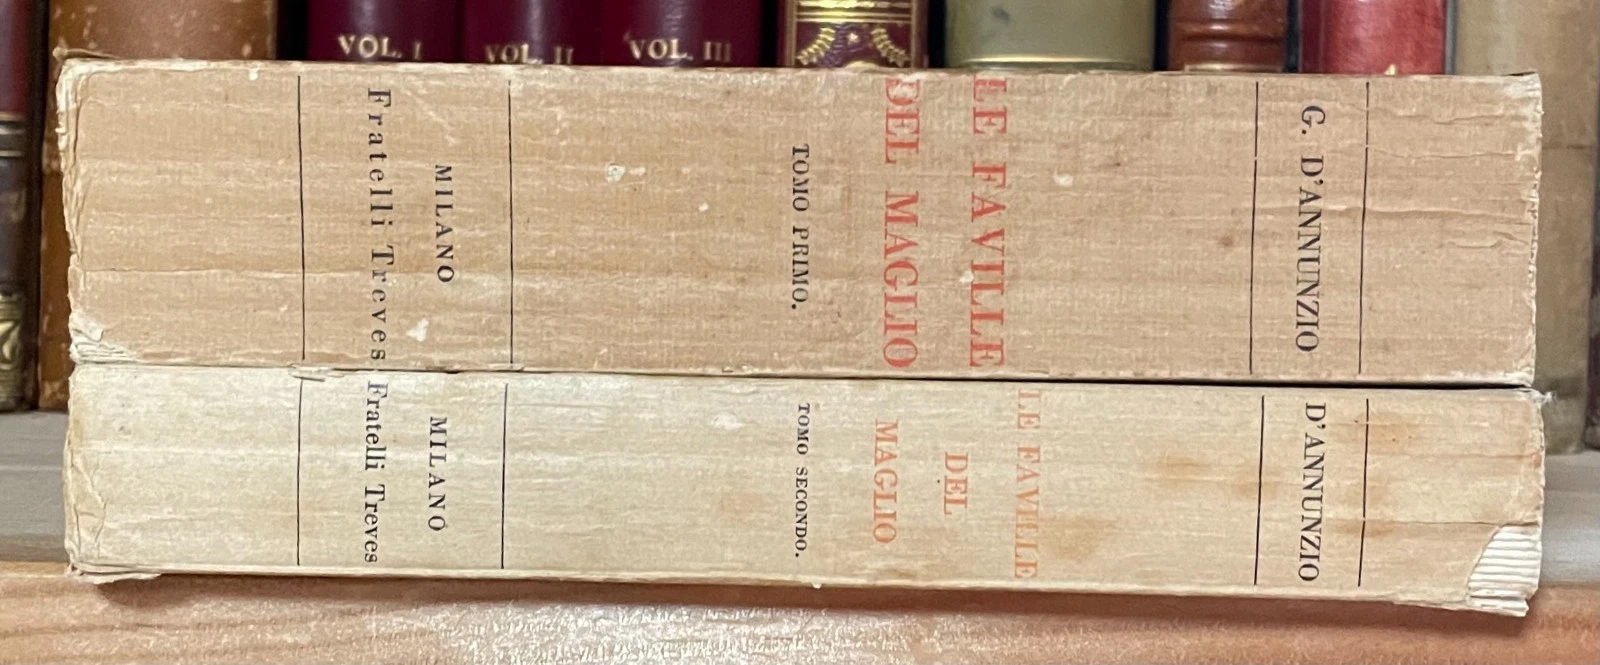 VOL. I
VOL. II
VOL. III
G. D'ANNUNZIO
LE FAVILLE
DEL MAGLIO
TOMO PRIMO.
MILANO
Fratelli Treves
D'ANNUNZIO
LE FAVILLE
DEL
MAGLIO
TOMO SECONDO.
MILANO
Fratelli Treves